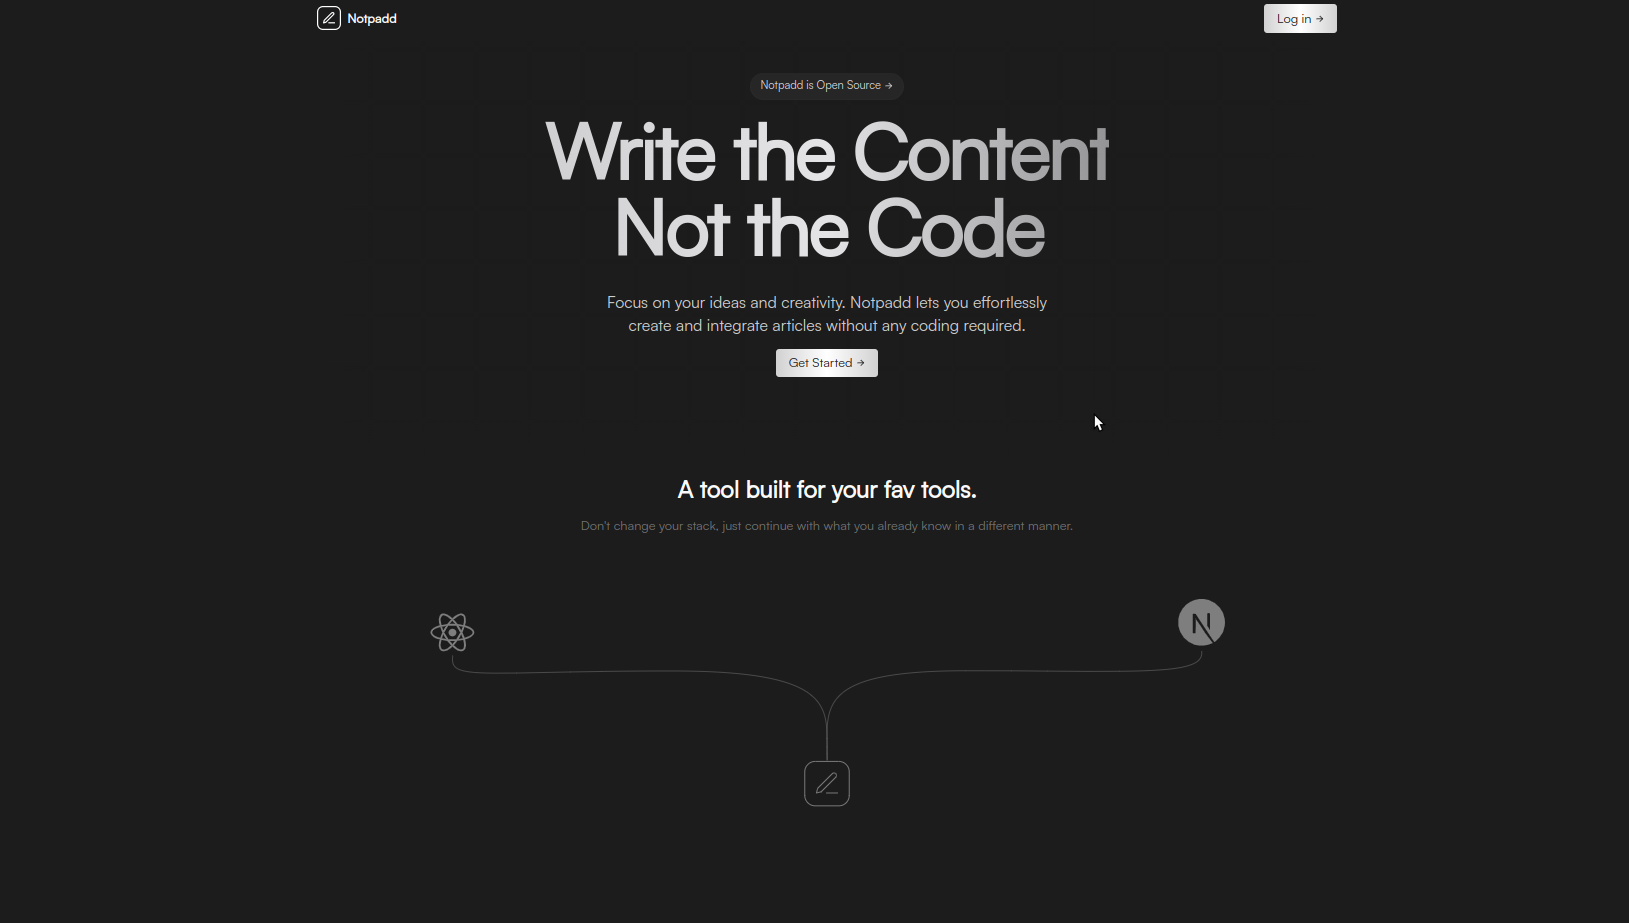 Notpadd
Log in →
Notpadd is Open Source →
Write the Content
Not the Code
Focus on your ideas and creativity. Notpadd lets you effortlessly
create and integrate articles without any coding required.
Get Started →
A tool built for your fav tools.
Don't change your stack, just continue with what you already know in a different manner.
N